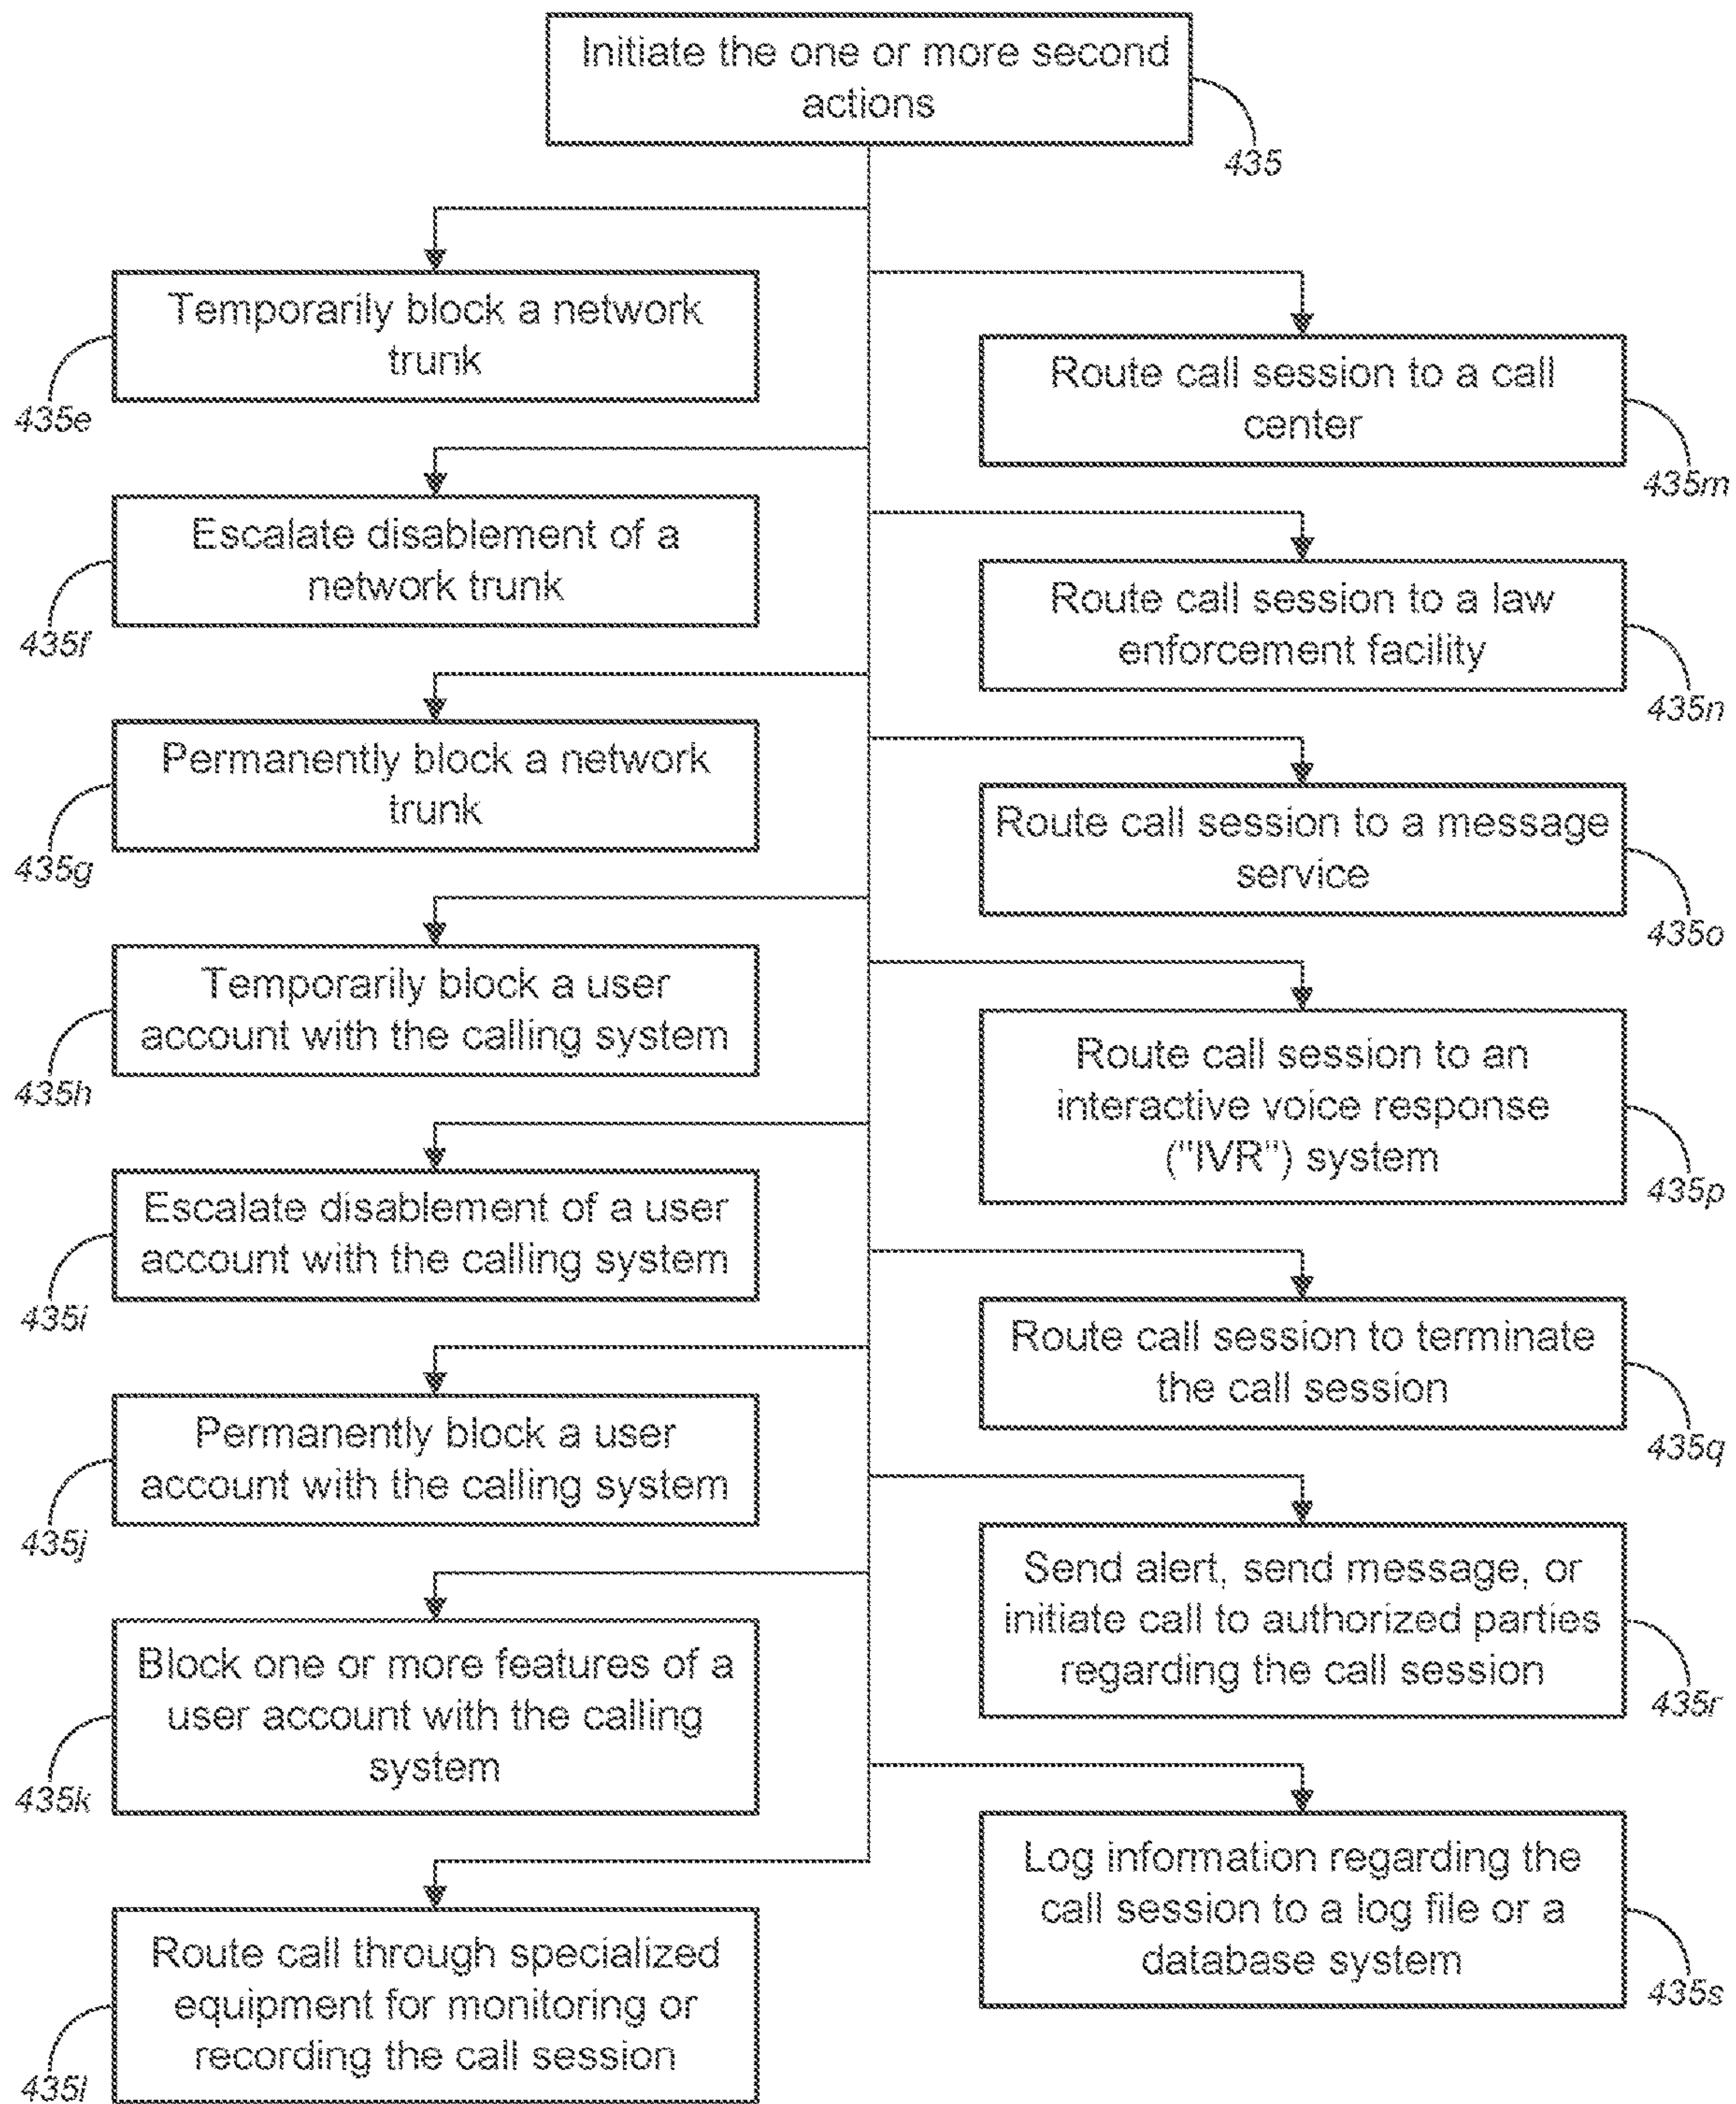 Initiate the one or more second
actions
435
Temporarily block a network
trunk
435e
Escalate disablement of a
network trunk
435f
Permanently block a network
trunk
435g
Temporarily block a user
account with the calling system
435h
Escalate disablement of a user
account with the calling system
435i
Permanently block a user
account with the calling system
435j
Block one or more features of a
user account with the calling
system
435k
Route call through specialized
equipment for monitoring or
recording the call session
435l
Route call session to a call
center
435m
Route call session to a law
enforcement facility
435n
Route call session to a message
service
435o
Route call session to an
interactive voice response
("IVR") system
435p
Route call session to terminate
the call session
435q
Send alert, send message, or
initiate call to authorized parties
regarding the call session
435r
Log information regarding the
call session to a log file or a
database system
435s